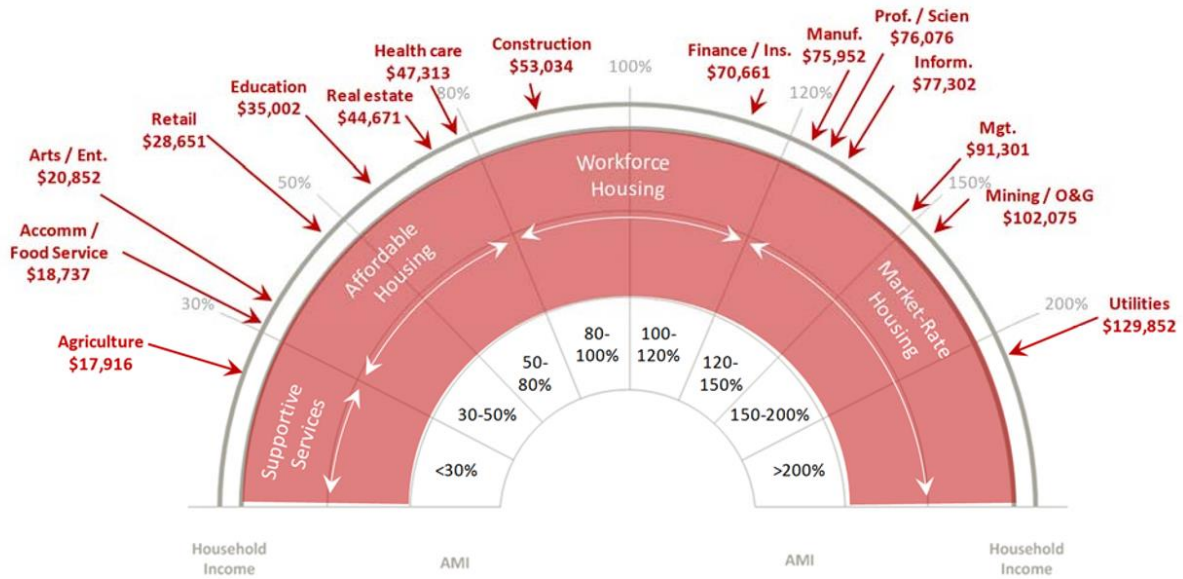 Agriculture
$17,916
Accomm /
Food Service
$18,737
Arts / Ent.
$20,852
Retail
$28,651
Education
$35,002
Real estate
$44,671
Health care
$47,313
Construction
$53,034
Finance / Ins.
$70,661
Manuf.
$75,952
Prof. / Scien
$76,076
Inform.
$77,302
Mgt.
$91,301
Mining / O&G
$102,075
Utilities
$129,852
30%
50%
80%
100%
120%
150%
200%
Supportive
Services
Affordable
Housing
Workforce
Housing
Market-Rate
Housing
<30%
30-50%
50-
80%
80-
100%
100-
120%
120-
150%
150-200%
>200%
Household
Income
AMI
AMI
Household
Income